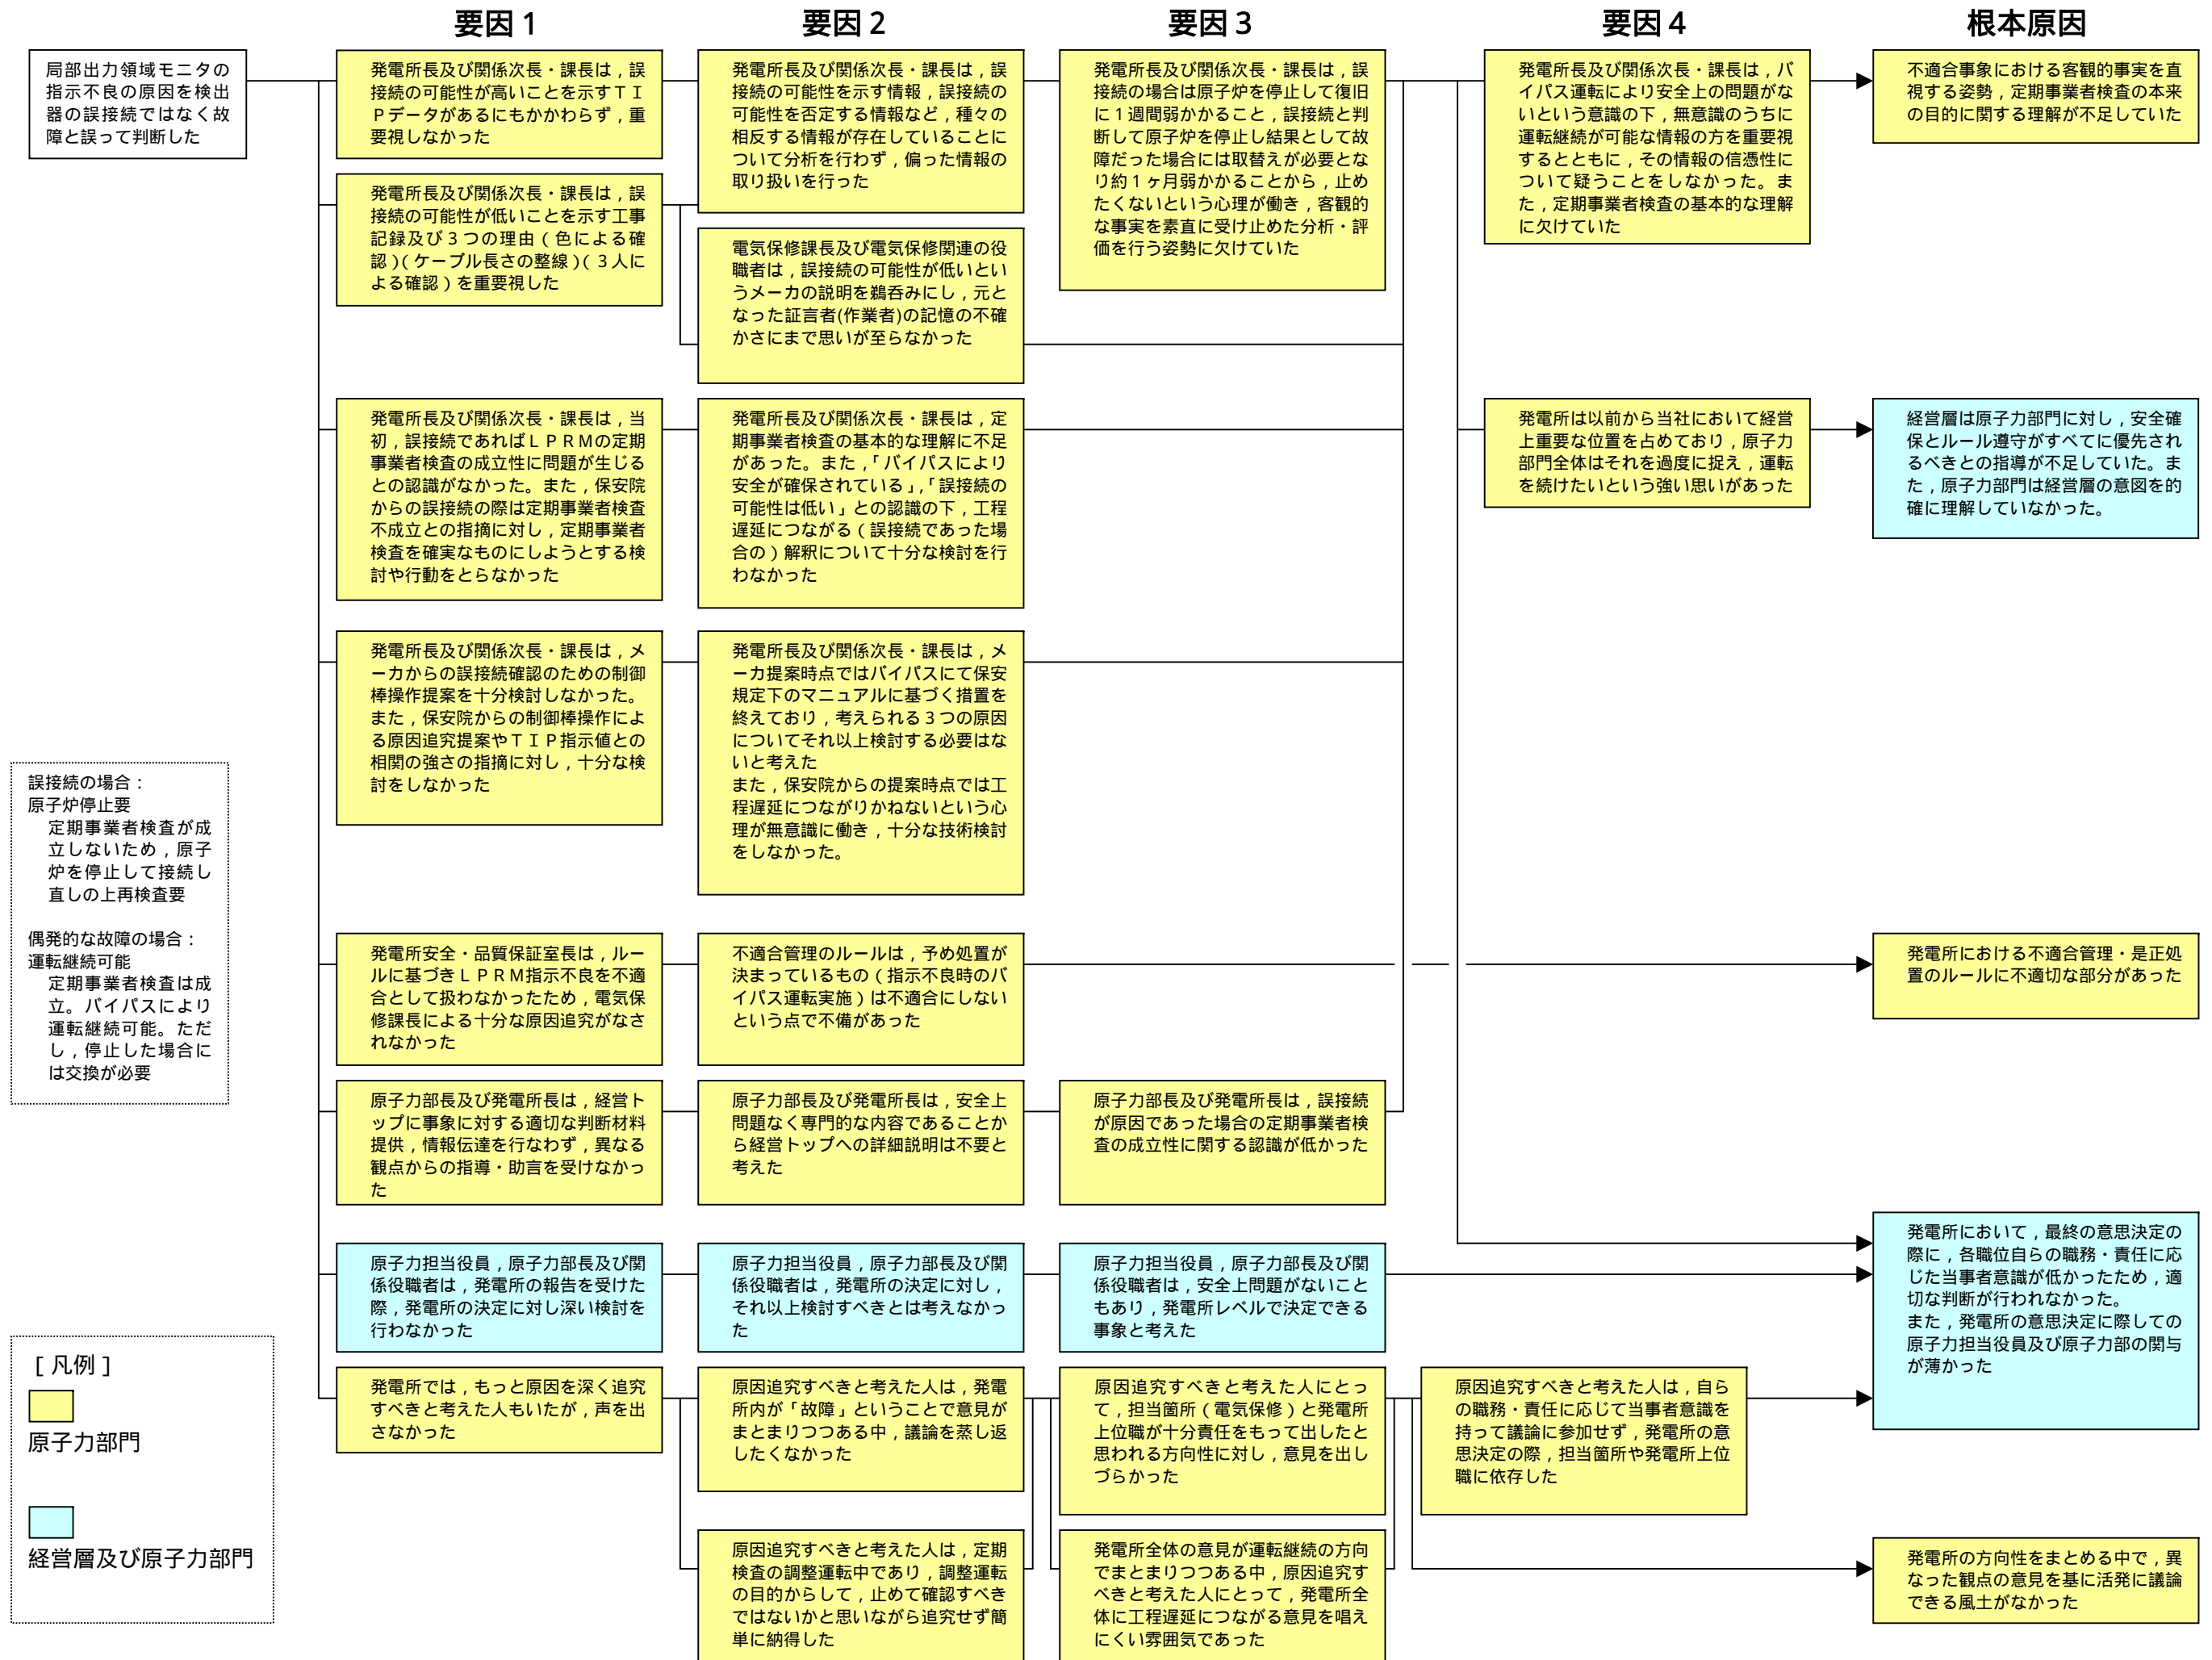 要因１
要因２
要因３
要因４
根本原因
局部出力領域モニタの
指示不良の原因を検出
器の誤接続ではなく故
障と誤って判断した
発電所長及び関係次長・課長は，誤
接続の可能性が高いことを示すＴＩ
Ｐデータがあるにもかかわらず，重
要視しなかった
発電所長及び関係次長・課長は，誤
接続の可能性を示す情報，誤接続の
可能性を否定する情報など，種々の
相反する情報が存在していることに
ついて分析を行わず，偏った情報の
取り扱いを行った
発電所長及び関係次長・課長は，誤
接続の場合は原子炉を停止して復旧
に１週間弱かかること，誤接続と判
断して原子炉を停止し結果として故
障だった場合には取替えが必要とな
り約１ヶ月弱かかることから，止め
たくないという心理が働き，客観的
な事実を素直に受け止めた分析・評
価を行う姿勢に欠けていた
発電所長及び関係次長・課長は，バ
イパス運転により安全上の問題がな
いという意識の下，無意識のうちに
運転継続が可能な情報の方を重要視
するとともに，その情報の信憑性に
ついて疑うことをしなかった。ま
た，定期事業者検査の基本的な理解
に欠けていた
不適合事象における客観的事実を直
視する姿勢，定期事業者検査の本来
の目的に関する理解が不足していた
発電所長及び関係次長・課長は，誤
接続の可能性が低いことを示す工事
記録及び３つの理由（色による確
認）（ケーブル長さの整線）（３人に
よる確認）を重要視した
電気保修課長及び電気保修関連の役
職者は，誤接続の可能性が低いとい
うメーカの説明を鵜呑みにし，元と
なった証言者(作業者)の記憶の不確
かさにまで思いが至らなかった
発電所長及び関係次長・課長は，当
初，誤接続であればＬＰＲＭの定期
事業者検査の成立性に問題が生じる
との認識がなかった。また，保安院
からの誤接続の際は定期事業者検査
不成立との指摘に対し，定期事業者
検査を確実なものにしようとする検
討や行動をとらなかった
発電所長及び関係次長・課長は，定
期事業者検査の基本的な理解に不足
があった。また，「バイパスにより
安全が確保されている」，「誤接続の
可能性は低い」との認識の下，工程
遅延につながる（誤接続であった場
合の）解釈について十分な検討を行
わなかった
発電所は以前から当社において経営
上重要な位置を占めており，原子力
部門全体はそれを過度に捉え，運転
を続けたいという強い思いがあった
経営層は原子力部門に対し，安全確
保とルール遵守がすべてに優先され
るべきとの指導が不足していた。ま
た，原子力部門は経営層の意図を的
確に理解していなかった。
発電所長及び関係次長・課長は，メ
ーカからの誤接続確認のための制御
棒操作提案を十分検討しなかった。
また，保安院からの制御棒操作によ
る原因追究提案やＴＩＰ指示値との
相関の強さの指摘に対し，十分な検
討をしなかった
発電所長及び関係次長・課長は，メ
ーカ提案時点ではバイパスにて保安
規定下のマニュアルに基づく措置を
終えており，考えられる３つの原因
についてそれ以上検討する必要はな
いと考えた
また，保安院からの提案時点では工
程遅延につながりかねないという心
理が無意識に働き，十分な技術検討
をしなかった。
誤接続の場合：
原子炉停止要
定期事業者検査が成
立しないため，原子
炉を停止して接続し
直しの上再検査要
偶発的な故障の場合：
運転継続可能
定期事業者検査は成
立。バイパスにより
運転継続可能。ただ
し，停止した場合に
は交換が必要
発電所安全・品質保証室長は，ルー
ルに基づきＬＰＲＭ指示不良を不適
合として扱わなかったため，電気保
修課長による十分な原因追究がなさ
れなかった
不適合管理のルールは，予め処置が
決まっているもの（指示不良時のバ
イパス運転実施）は不適合にしない
という点で不備があった
発電所における不適合管理・是正処
置のルールに不適切な部分があった
原子力部長及び発電所長は，経営ト
ップに事象に対する適切な判断材料
提供，情報伝達を行なわず，異なる
観点からの指導・助言を受けなかっ
た
原子力部長及び発電所長は，安全上
問題なく専門的な内容であることか
ら経営トップへの詳細説明は不要と
考えた
原子力部長及び発電所長は，誤接続
が原因であった場合の定期事業者検
査の成立性に関する認識が低かった
原子力担当役員，原子力部長及び関
係役職者は，発電所の報告を受けた
際，発電所の決定に対し深い検討を
行わなかった
原子力担当役員，原子力部長及び関
係役職者は，発電所の決定に対し，
それ以上検討すべきとは考えなかっ
た
原子力担当役員，原子力部長及び関
係役職者は，安全上問題がないこと
もあり，発電所レベルで決定できる
事象と考えた
発電所において，最終の意思決定の
際に，各職位自らの職務・責任に応
じた当事者意識が低かったため，適
切な判断が行われなかった。
また，発電所の意思決定に際しての
原子力担当役員及び原子力部の関与
が薄かった
［凡例］
原子力部門
経営層及び原子力部門
発電所では，もっと原因を深く追究
すべきと考えた人もいたが，声を出
さなかった
原因追究すべきと考えた人は，発電
所内が「故障」ということで意見が
まとまりつつある中，議論を蒸し返
したくなかった
原因追究すべきと考えた人にとっ
て，担当箇所（電気保修）と発電所
上位職が十分責任をもって出したと
思われる方向性に対し，意見を出し
づらかった
原因追究すべきと考えた人は，自ら
の職務・責任に応じて当事者意識を
持って議論に参加せず，発電所の意
思決定の際，担当箇所や発電所上位
職に依存した
原因追究すべきと考えた人は，定期
検査の調整運転中であり，調整運転
の目的からして，止めて確認すべき
ではないかと思いながら追究せず簡
単に納得した
発電所全体の意見が運転継続の方向
でまとまりつつある中，原因追究す
べきと考えた人にとって，発電所全
体に工程遅延につながる意見を唱え
にくい雰囲気であった
発電所の方向性をまとめる中で，異
なった観点の意見を基に活発に議論
できる風土がなかった